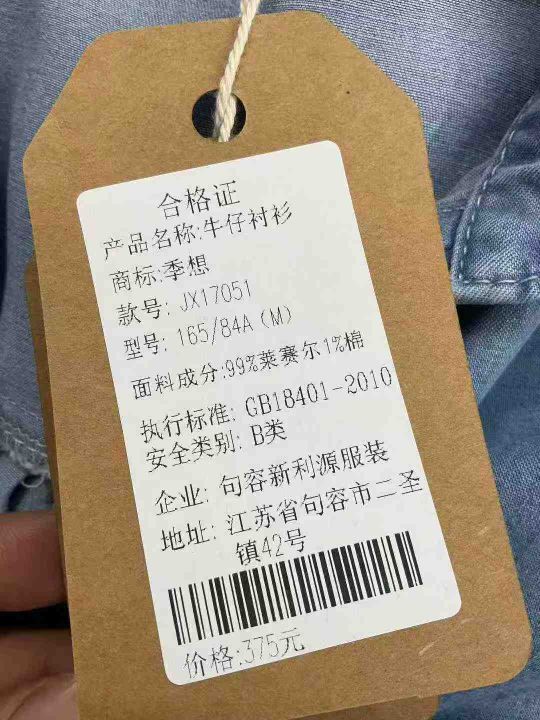 合格证
产品名称:牛仔衬衫
商标:季想
款号: JX17051
型号: 165/84A(M)
面料成分:99%莱赛尔1%棉
执行标准: GB18401-2010
安全类别: B类
企业: 句容新利源服装
地址: 江苏省句容市二圣
镇42号
价格:375元